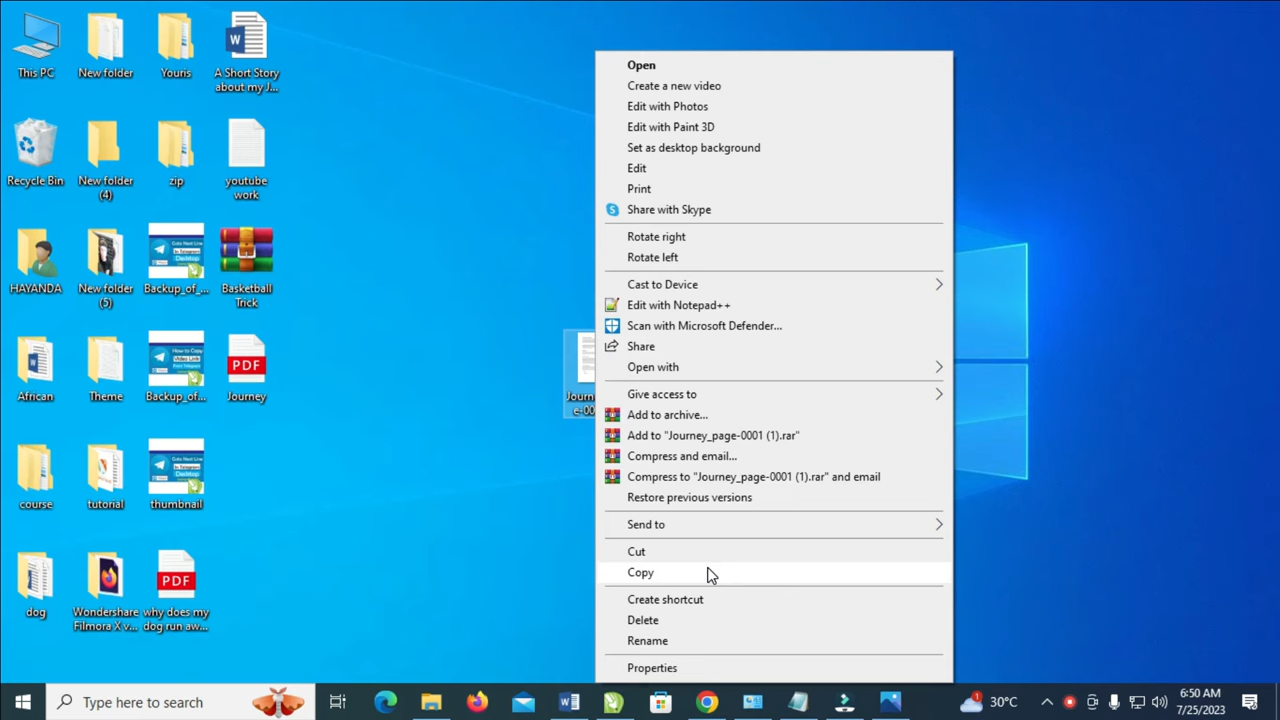 This PC
New folder
Youris
A Short Story
about my J...
Recycle Bin
New folder
(4)
zip
youtube
work
HAYANDA
New folder
(5)
Backup_of_...
Basketball
Trick
African
Theme
Backup_of...
PDF
Journey
course
tutorial
thumbnail
dog
Wondershare
Filmora X v...
PDF
why does my
dog run aw...
Open
Create a new video
Edit with Photos
Edit with Paint 3D
Set as desktop background
Edit
Print
Share with Skype
Rotate right
Rotate left
Cast to Device
Edit with Notepad++
Scan with Microsoft Defender...
Share
Open with
Give access to
Add to archive...
Add to "Journey_page-0001 (1).rar"
Compress and email...
Compress to "Journey_page-0001 (1).rar" and email
Restore previous versions
Send to
Cut
Copy
Create shortcut
Delete
Rename
Properties
Type here to search
30°C
6:50 AM
7/25/2023